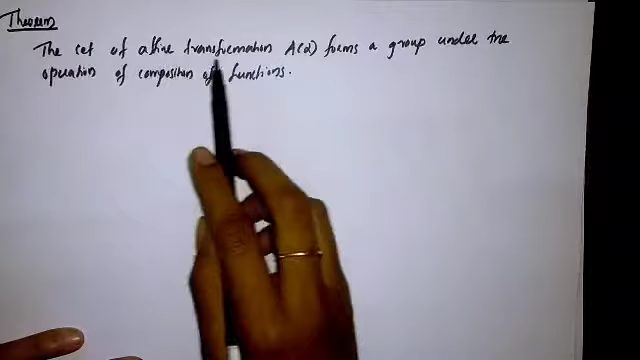 Theorem
The set of affine transformation A(2) forms a group under the
operation of composition of functions.